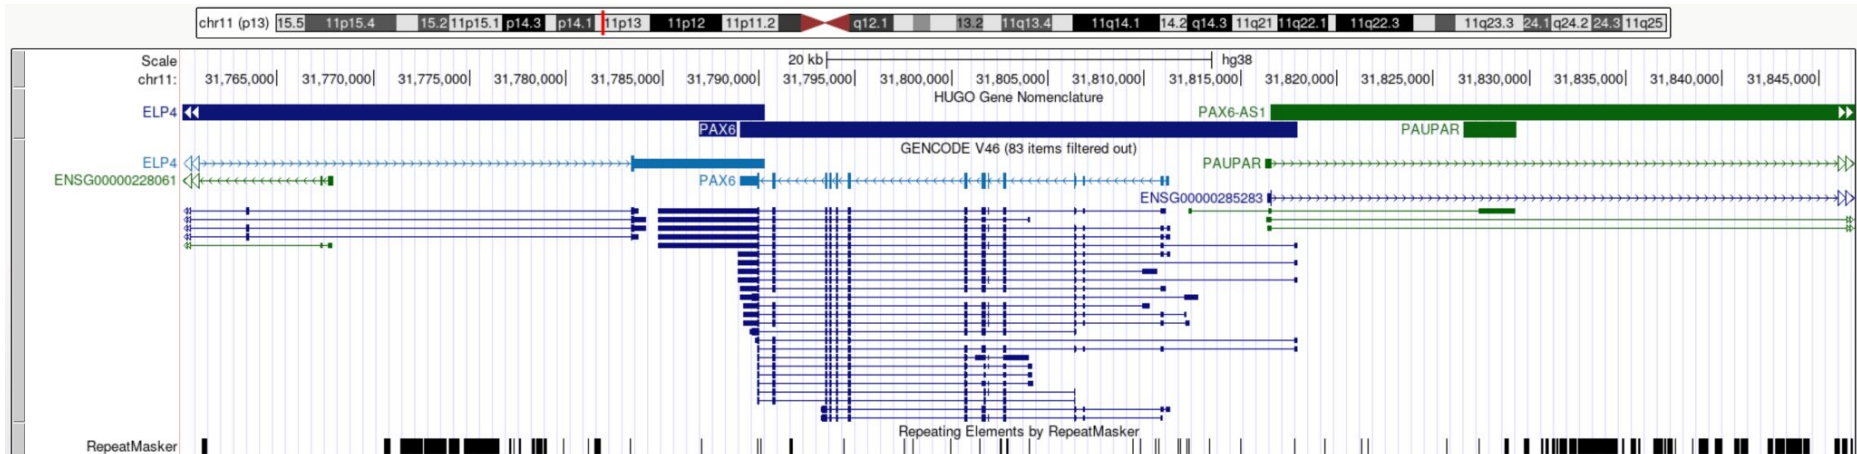 chr11 (p13) 15.5 11p15.4 15.2 11p15.1 p14.3 p14.1 11p13 11p12 11p11.2 q12.1 13.2 11q13.4 11q14.1 14.2 q14.3 11q21 11q22.1 11q22.3 11q23.3 24.1 q24.2 24.3 11q25
Scale 20 kb hg38
chr11: 31,765,000 31,770,000 31,775,000 31,780,000 31,785,000 31,790,000 31,795,000 31,800,000 31,805,000 31,810,000 31,815,000 31,820,000 31,825,000 31,830,000 31,835,000 31,840,000 31,845,000
HUGO Gene Nomenclature
ELP4 PAX6-AS1
PAX6 PAUPAR
GENCODE V46 (83 items filtered out)
ELP4 PAUPAR
ENSG00000228061 PAX6
ENSG00000285283
Repeating Elements by RepeatMasker
RepeatMasker